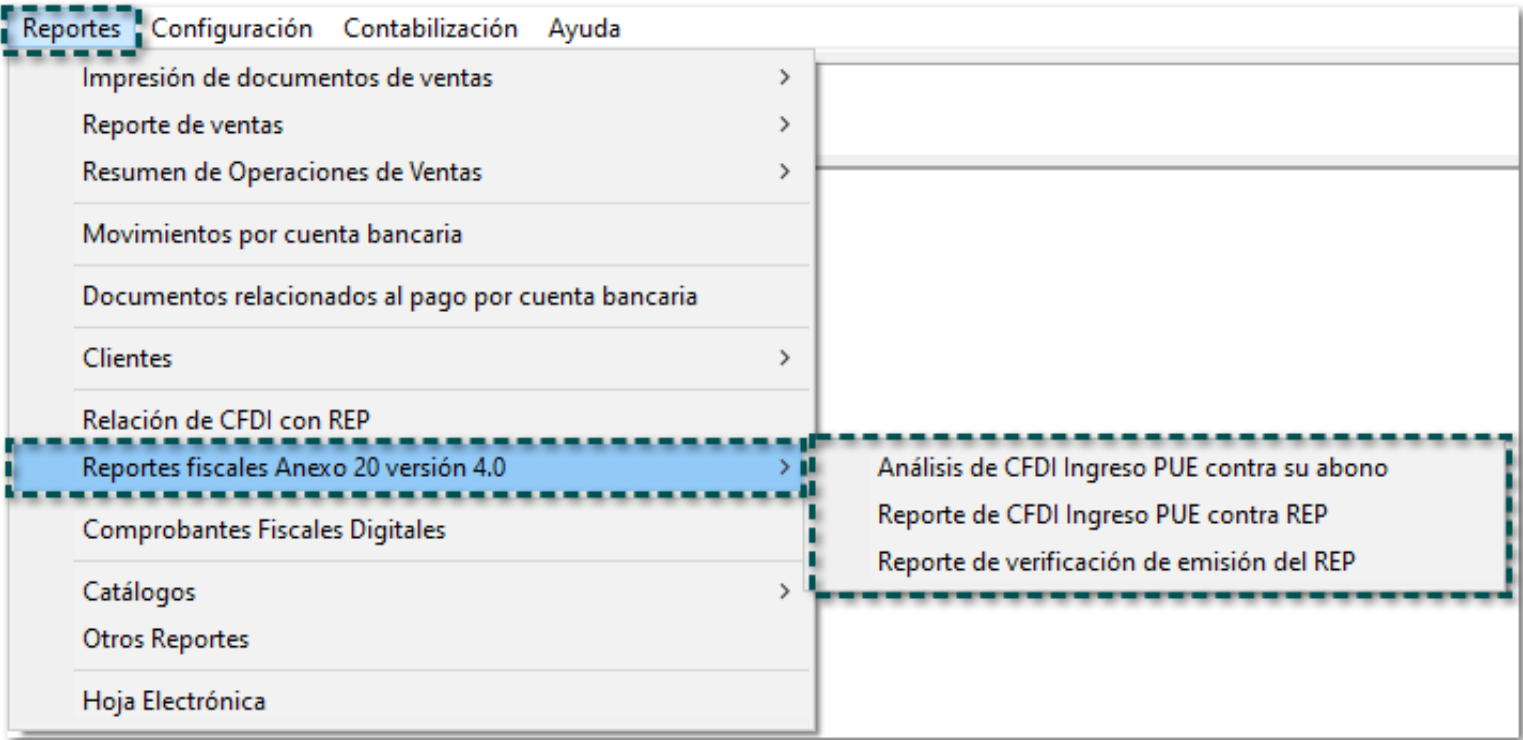 Reportes Configuración Contabilización Ayuda
Impresión de documentos de ventas
Reporte de ventas
Resumen de Operaciones de Ventas
Movimientos por cuenta bancaria
Documentos relacionados al pago por cuenta bancaria
Clientes
Relación de CFDI con REP
Reportes fiscales Anexo 20 versión 4.0
Análisis de CFDI Ingreso PUE contra su abono
Reporte de CFDI Ingreso PUE contra REP
Reporte de verificación de emisión del REP
Comprobantes Fiscales Digitales
Catálogos
Otros Reportes
Hoja Electrónica